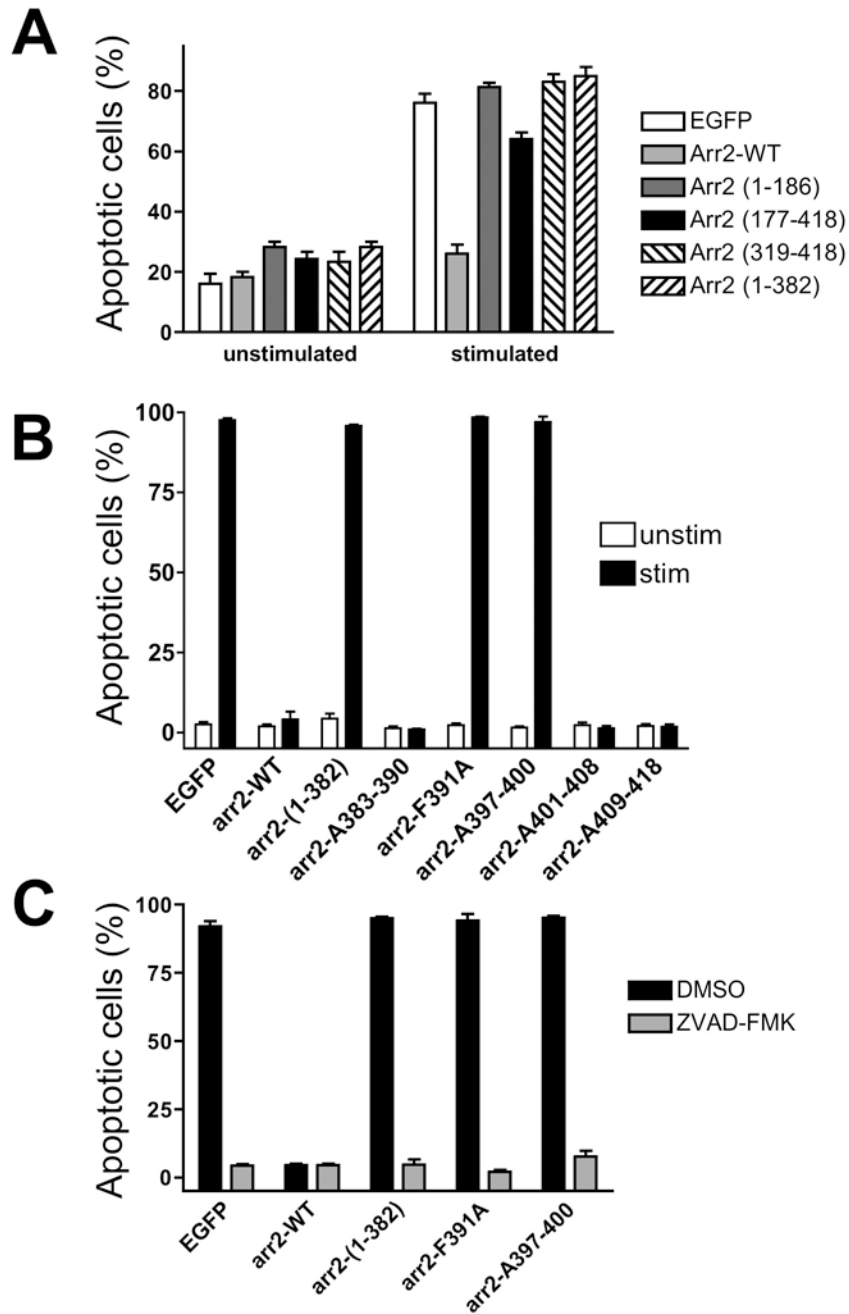 A
Apoptotic cells (%)
80
60
40
20
0
unstimulated
stimulated
EGFP
Arr2-WT
Arr2 (1-186)
Arr2 (177-418)
Arr2 (319-418)
Arr2 (1-382)
B
Apoptotic cells (%)
100
75
50
25
0
unstim
stim
EGFP
arr2-WT
arr2-(1-382)
arr2-A383-390
arr2-F391A
arr2-A397-400
arr2-A401-408
arr2-A409-418
C
Apoptotic cells (%)
100
75
50
25
0
DMSO
ZVAD-FMK
EGFP
arr2-WT
arr2-(1-382)
arr2-F391A
arr2-A397-400